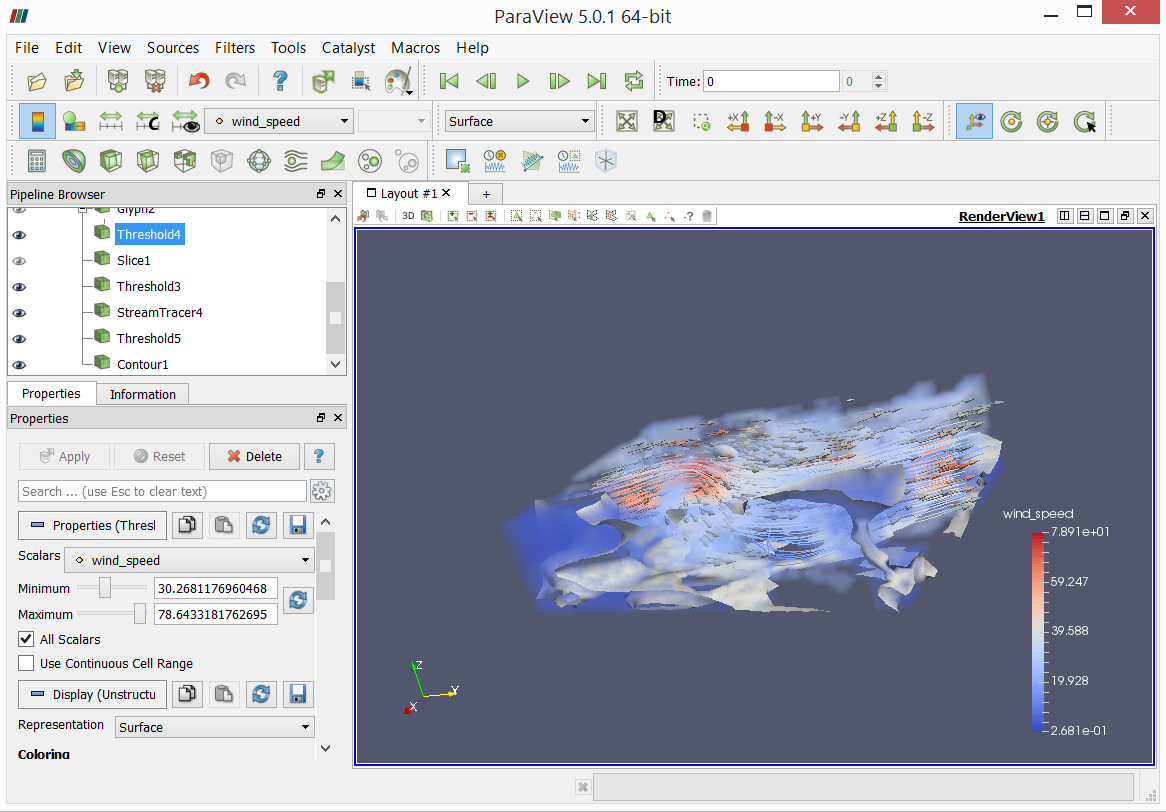 ParaView 5.0.1 64-bit
File Edit View Sources Filters Tools Catalyst Macros Help
Time: 0 0
wind_speed Surface +X -X +Y -Y +Z -Z
Pipeline Browser
Layout #1
3D RenderView1
Glyph2
Threshold4
Slice1
Threshold3
StreamTracer4
Threshold5
Contour1
Properties Information
Properties
Apply Reset Delete ?
Search ... (use Esc to clear text)
Properties (Thresl
Scalars wind_speed
Minimum 30.2681176960468
Maximum 78.6433181762695
All Scalars
Use Continuous Cell Range
Display (Unstructu
Representation Surface
Coloring
wind_speed
7.891e+01
59.247
39.588
19.928
2.681e-01
Z
Y
X